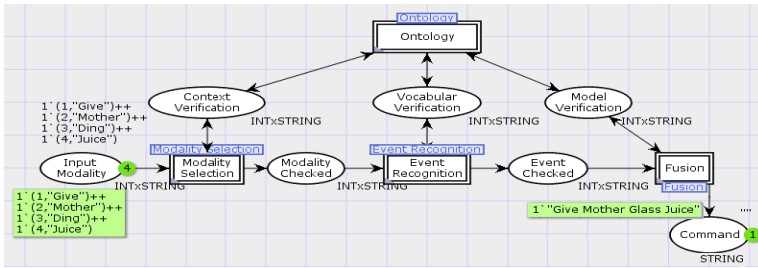 Ontology
Ontology
Context
Verification
INTxSTRING
Vocabular
Verification
INTxSTRING
Model
Verification
INTxSTRING
1`(1,"Give")++
1`(2,"Mother")++
1`(3,"Ding")++
1`(4,"Juice")
Modality Selection
Event Recognition
Input
Modality
4
INTxSTRING
Modality
Selection
Modality
Checked
INTxSTRING
Event
Recognition
Event
Checked
INTxSTRING
Fusion
Fusion
1`(1,"Give")++
1`(2,"Mother")++
1`(3,"Ding")++
1`(4,"Juice")
1`"Give Mother Glass Juice"
""
Command
1
STRING